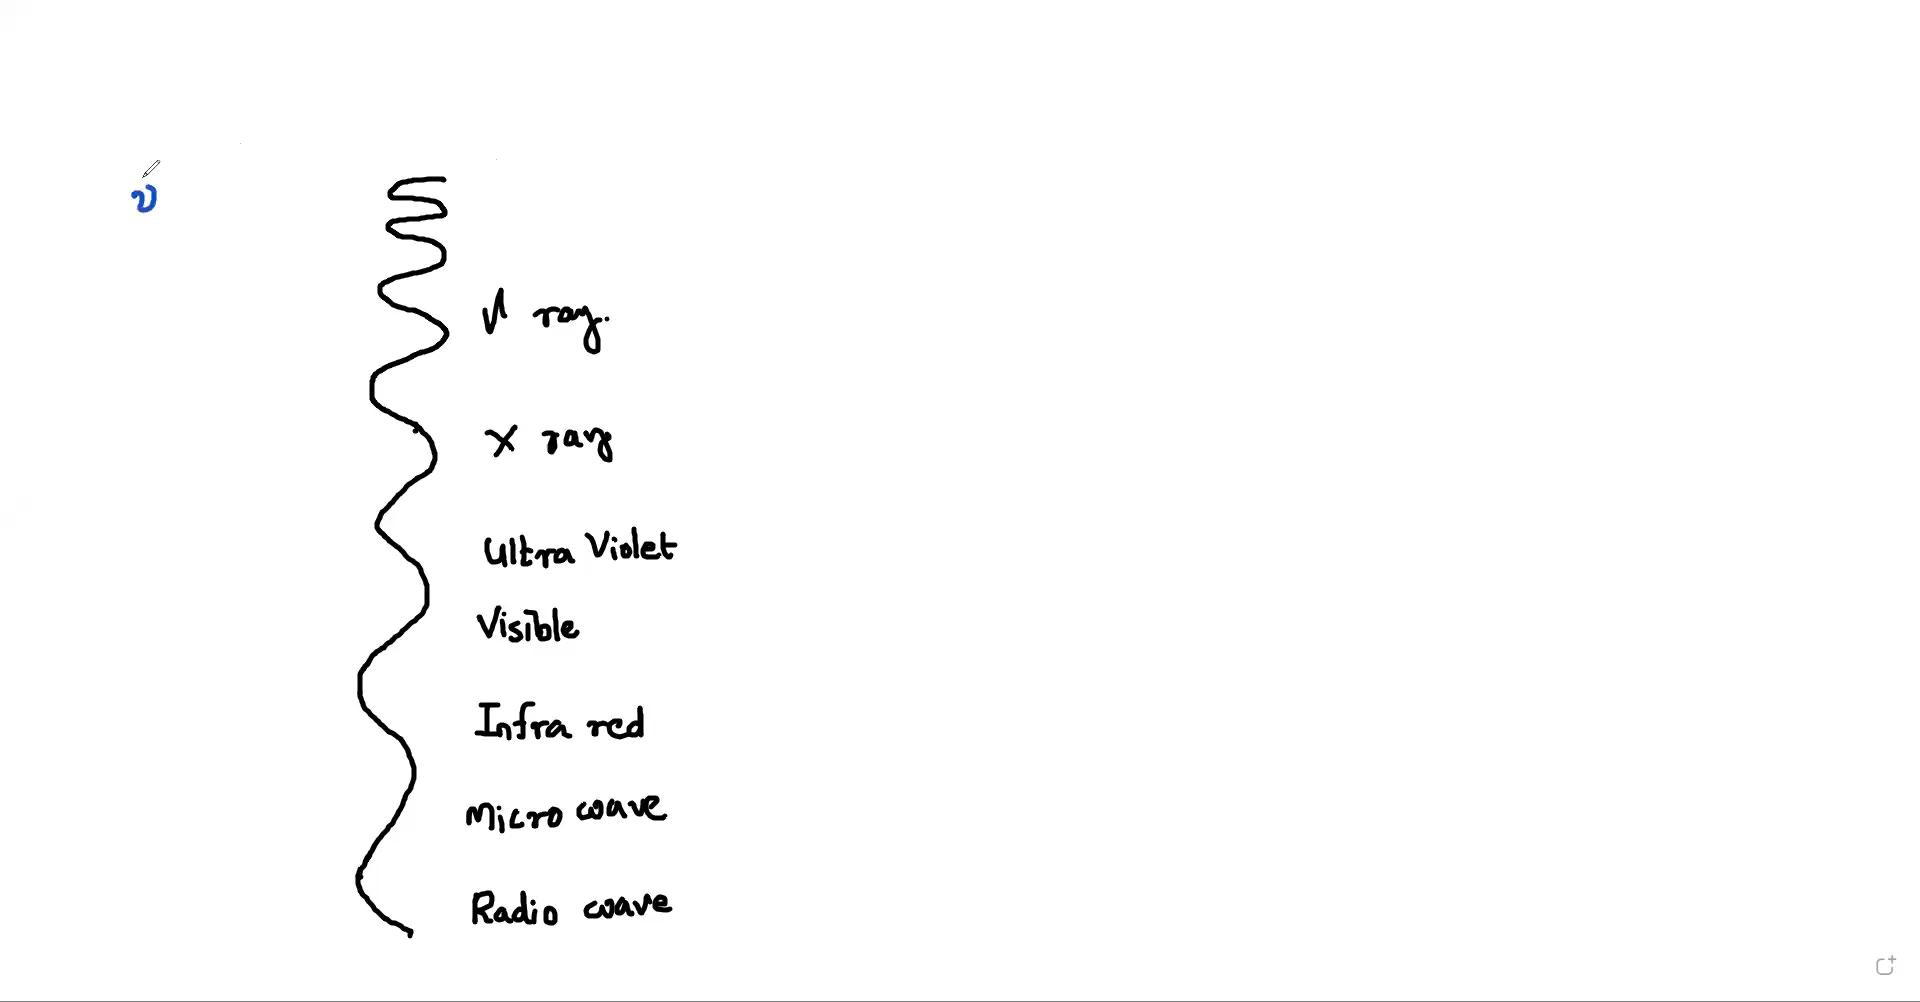 υ
γ ray.
X ray
Ultra Violet
Visible
Infra red
Micro wave
Radio wave